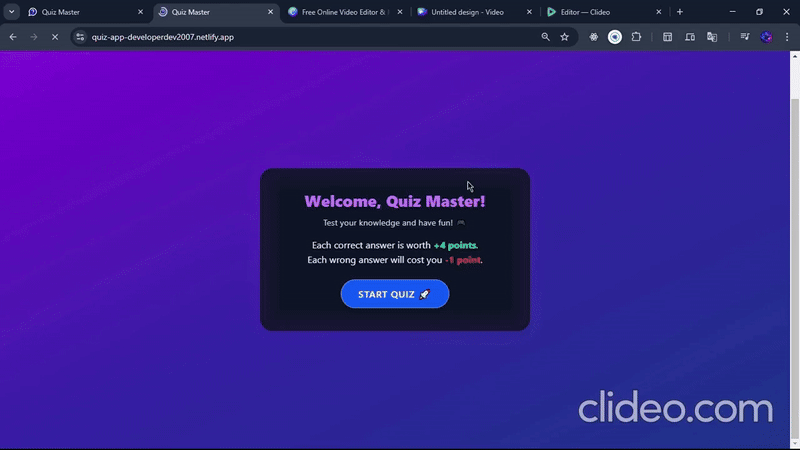 Quiz Master
Quiz Master
Free Online Video Editor &
Untitled design - Video
Editor — Clideo
quiz-app-developerdev2007.netlify.app
Welcome, Quiz Master!
Test your knowledge and have fun! 🎮
Each correct answer is worth +4 points.
Each wrong answer will cost you -1 point.
START QUIZ 🚀
clideo.com